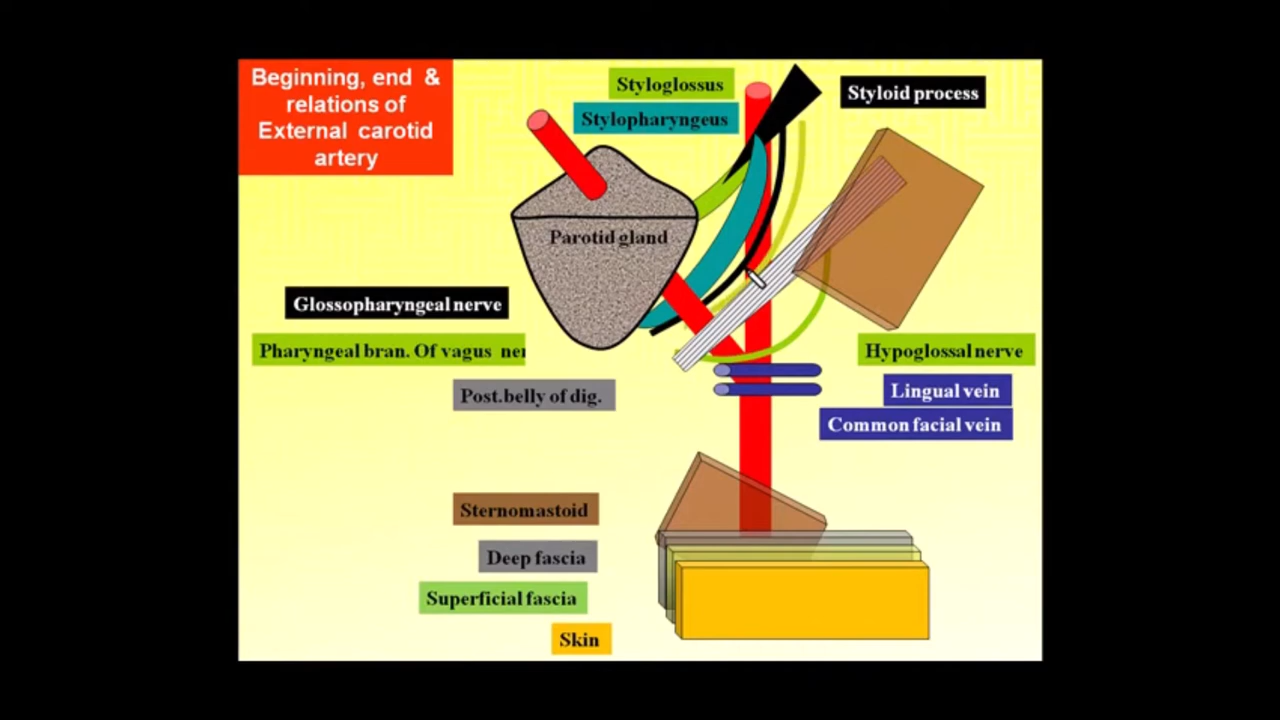 Beginning, end &
relations of
External carotid
artery
Styloglossus
Stylopharyngeus
Styloid process
Parotid gland
Glossopharyngeal nerve
Pharyngeal bran. Of vagus
Hypoglossal nerve
Post.belly of dig.
Lingual vein
Common facial vein
Sternomastoid
Deep fascia
Superficial fascia
Skin